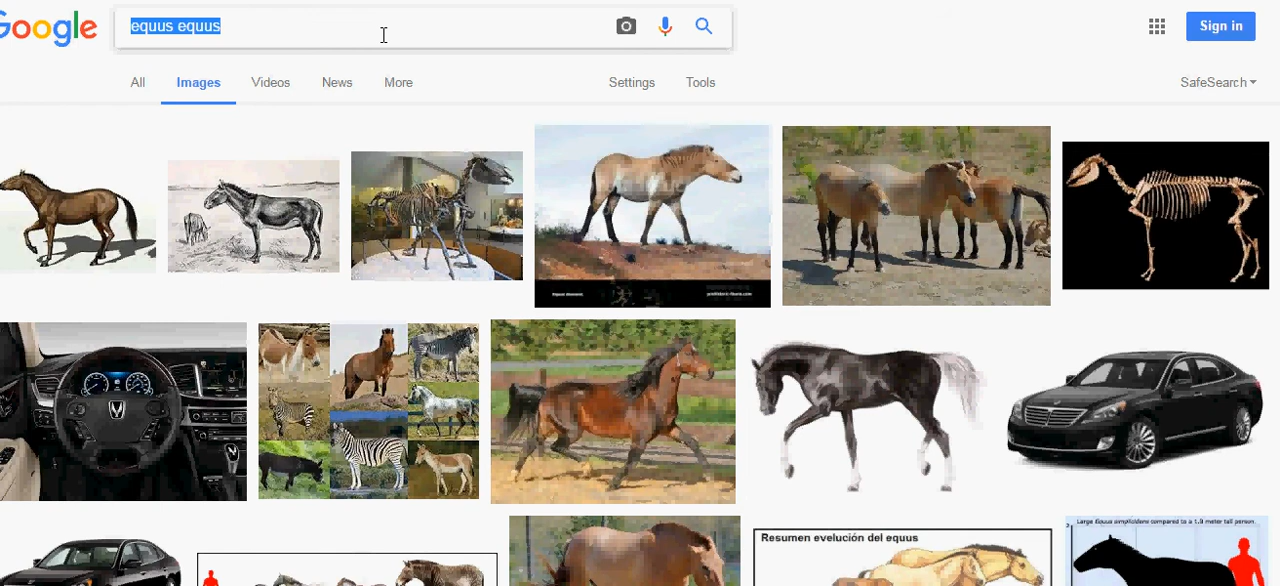 Google
equus equus
Sign in
All Images Videos News More Settings Tools SafeSearch
Resumen evelución del equus